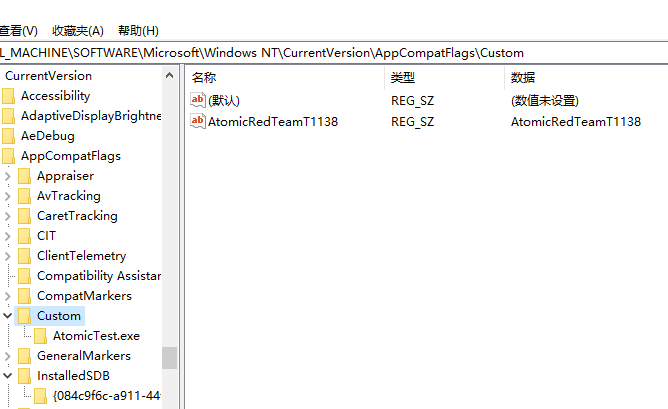 查看(V) 收藏夹(A) 帮助(H)
L_MACHINE\SOFTWARE\Microsoft\Windows NT\CurrentVersion\AppCompatFlags\Custom
CurrentVersion
Accessibility
AdaptiveDisplayBrightne
AeDebug
AppCompatFlags
Appraiser
AvTracking
CaretTracking
CIT
ClientTelemetry
Compatibility Assistar
CompatMarkers
Custom
AtomicTest.exe
GeneralMarkers
InstalledSDB
{084c9f6c-a911-44
名称 类型 数据
ab (默认) REG_SZ (数值未设置)
ab AtomicRedTeamT1138 REG_SZ AtomicRedTeamT1138